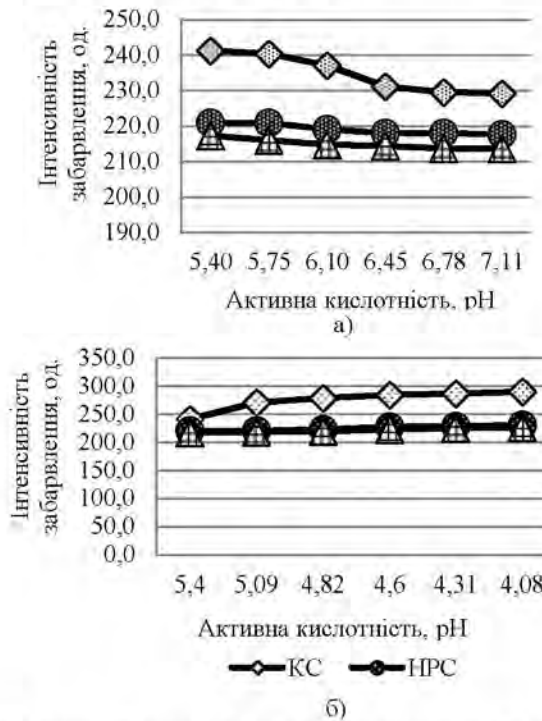 Інтенсивність
забарвлення, од.
250,0
240,0
230,0
220,0
210,0
200,0
190,0
5,40 5,75 6,10 6,45 6,78 7,11
Активна кислотність, рН
а)
Інтенсивність
забарвлення, од.
350,0
300,0
250,0
200,0
150,0
100,0
50,0
0,0
5,4 5,09 4,82 4,6 4,31 4,08
Активна кислотність, рН
КС НРС
б)